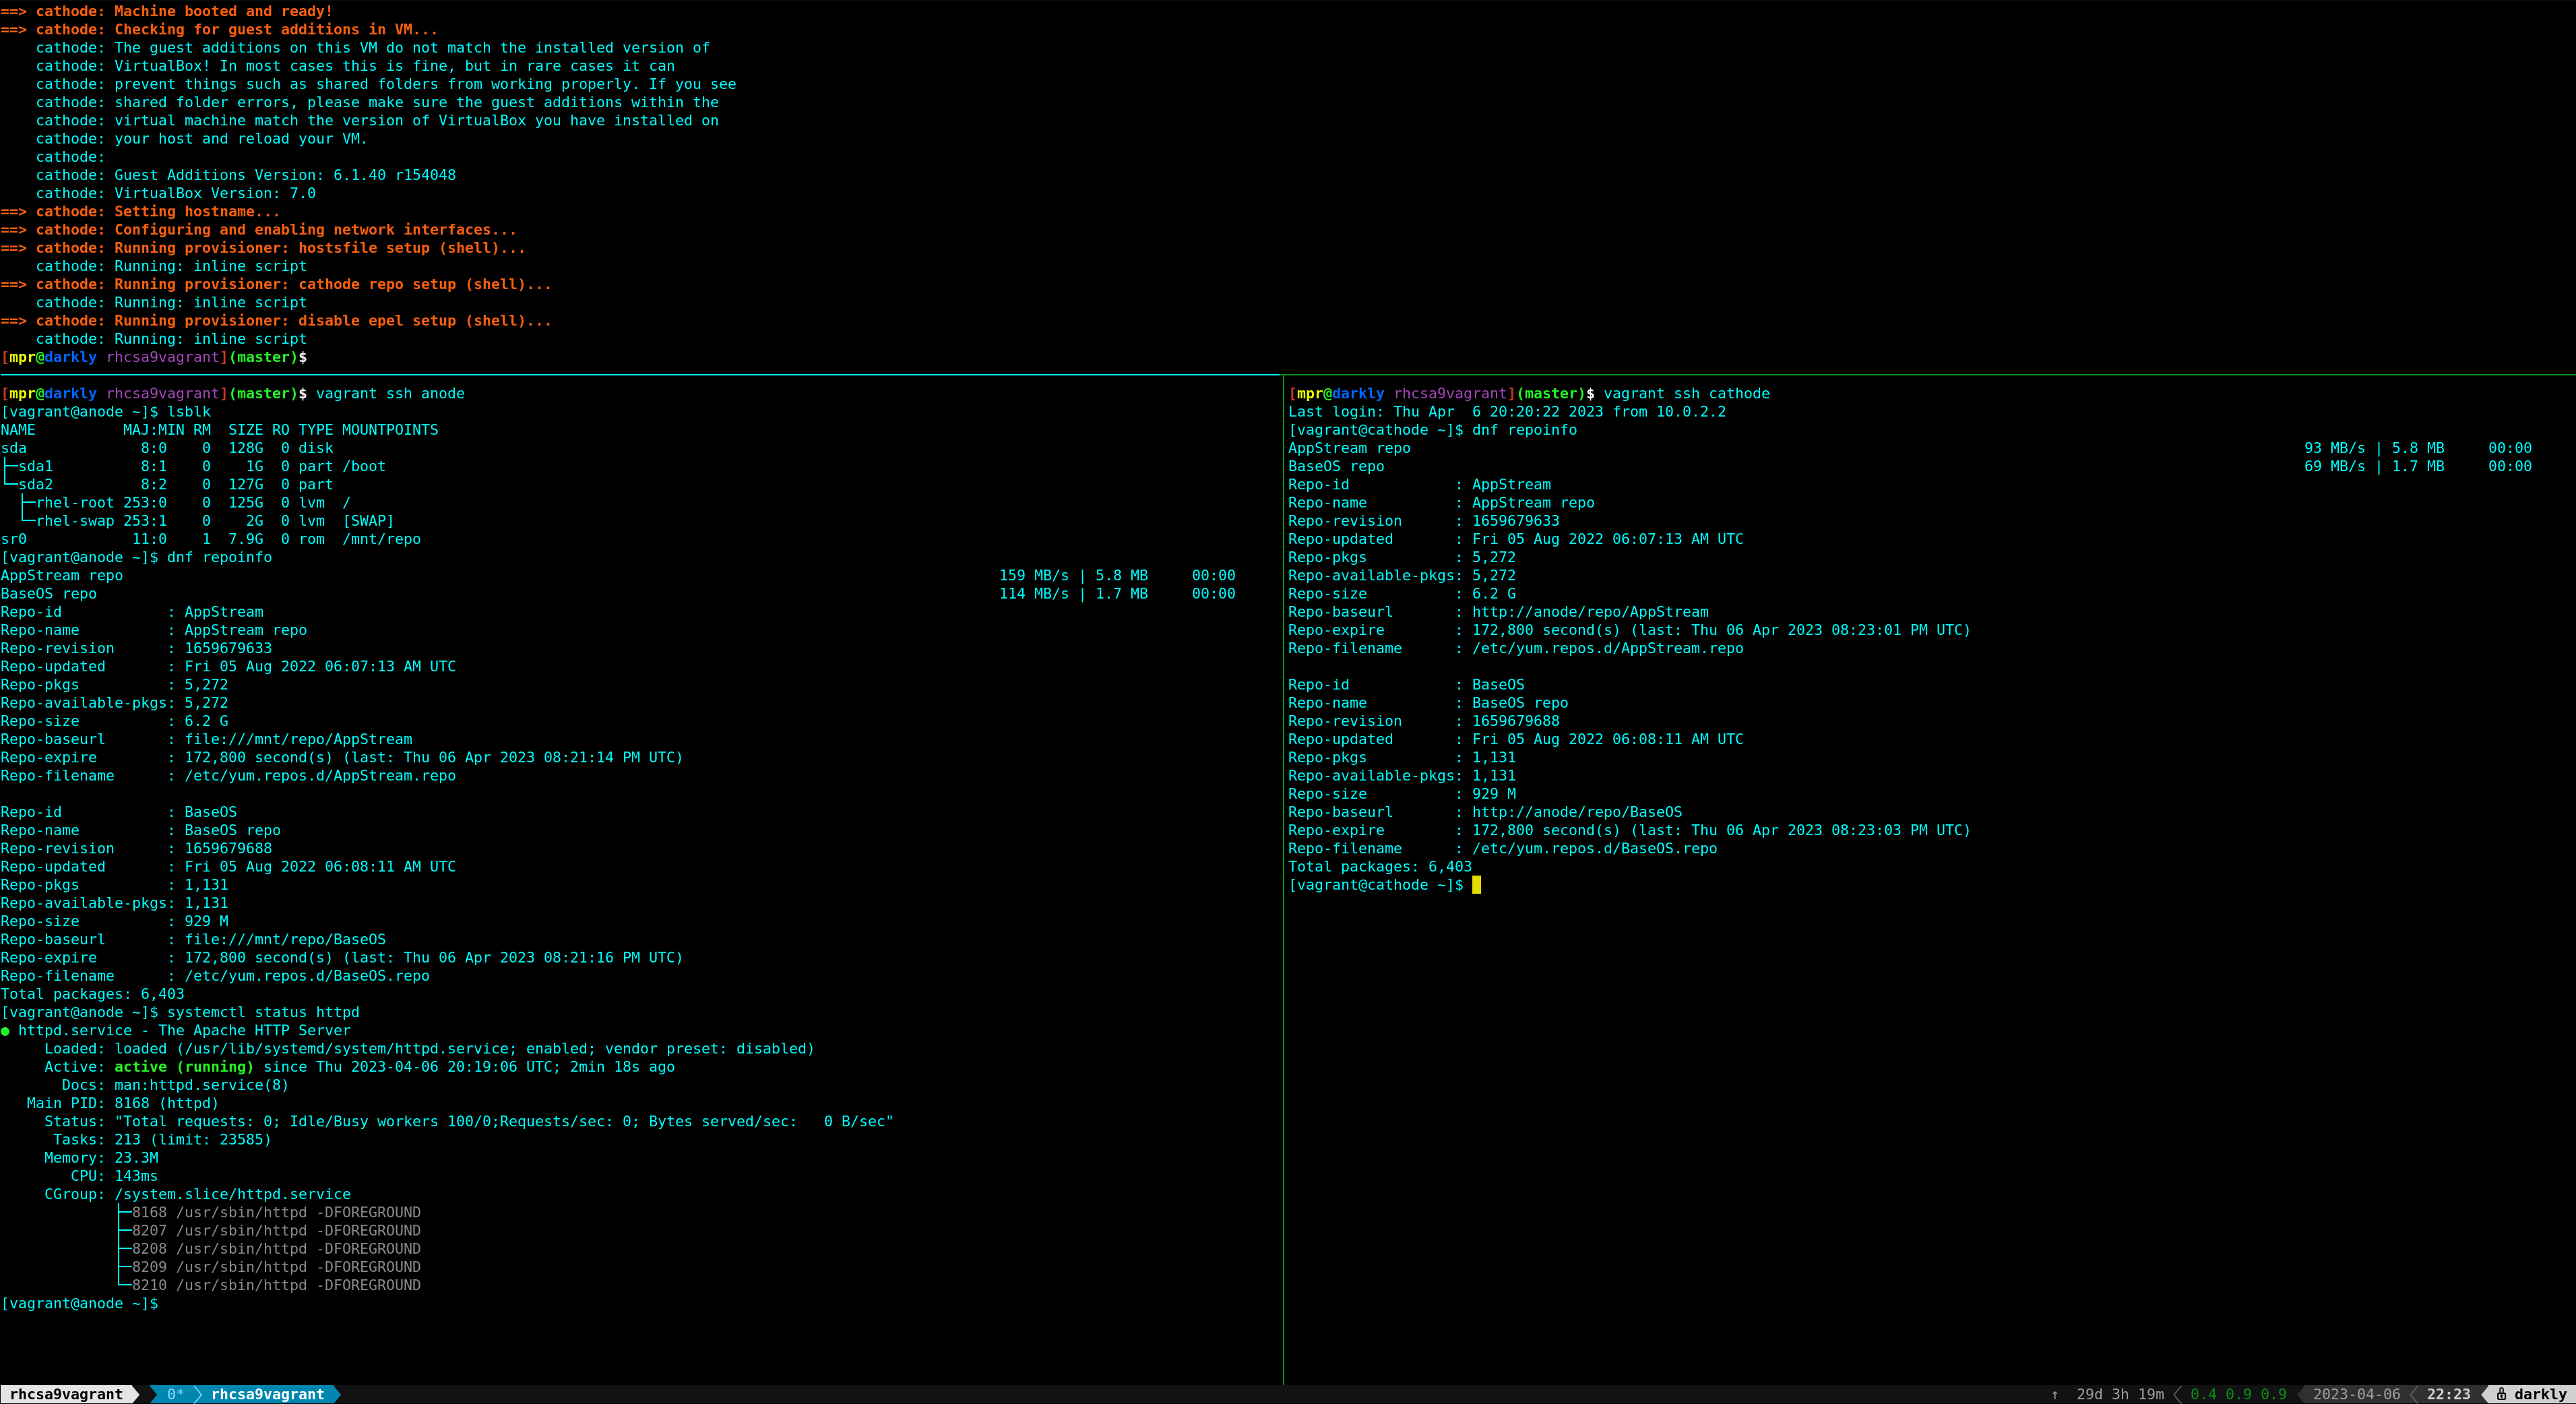 ==> cathode: Machine booted and ready!
==> cathode: Checking for guest additions in VM...
    cathode: The guest additions on this VM do not match the installed version of
    cathode: VirtualBox! In most cases this is fine, but in rare cases it can
    cathode: prevent things such as shared folders from working properly. If you see
    cathode: shared folder errors, please make sure the guest additions within the
    cathode: virtual machine match the version of VirtualBox you have installed on
    cathode: your host and reload your VM.
    cathode:
    cathode: Guest Additions Version: 6.1.40 r154048
    cathode: VirtualBox Version: 7.0
==> cathode: Setting hostname...
==> cathode: Configuring and enabling network interfaces...
==> cathode: Running provisioner: hostsfile setup (shell)...
    cathode: Running: inline script
==> cathode: Running provisioner: cathode repo setup (shell)...
    cathode: Running: inline script
==> cathode: Running provisioner: disable epel setup (shell)...
    cathode: Running: inline script
[mpr@darkly rhcsa9vagrant](master)$
[mpr@darkly rhcsa9vagrant](master)$ vagrant ssh anode
[vagrant@anode ~]$ lsblk
NAME          MAJ:MIN RM  SIZE RO TYPE MOUNTPOINTS
sda             8:0    0  128G  0 disk
├─sda1          8:1    0    1G  0 part /boot
└─sda2          8:2    0  127G  0 part
  ├─rhel-root 253:0    0  125G  0 lvm  /
  └─rhel-swap 253:1    0    2G  0 lvm  [SWAP]
sr0            11:0    1  7.9G  0 rom  /mnt/repo
[vagrant@anode ~]$ dnf repoinfo
AppStream repo                159 MB/s | 5.8 MB     00:00
BaseOS repo                   114 MB/s | 1.7 MB     00:00
Repo-id            : AppStream
Repo-name          : AppStream repo
Repo-revision      : 1659679633
Repo-updated       : Fri 05 Aug 2022 06:07:13 AM UTC
Repo-pkgs          : 5,272
Repo-available-pkgs: 5,272
Repo-size          : 6.2 G
Repo-baseurl       : file:///mnt/repo/AppStream
Repo-expire        : 172,800 second(s) (last: Thu 06 Apr 2023 08:21:14 PM UTC)
Repo-filename      : /etc/yum.repos.d/AppStream.repo

Repo-id            : BaseOS
Repo-name          : BaseOS repo
Repo-revision      : 1659679688
Repo-updated       : Fri 05 Aug 2022 06:08:11 AM UTC
Repo-pkgs          : 1,131
Repo-available-pkgs: 1,131
Repo-size          : 929 M
Repo-baseurl       : file:///mnt/repo/BaseOS
Repo-expire        : 172,800 second(s) (last: Thu 06 Apr 2023 08:21:16 PM UTC)
Repo-filename      : /etc/yum.repos.d/BaseOS.repo
Total packages: 6,403
[vagrant@anode ~]$ systemctl status httpd
● httpd.service - The Apache HTTP Server
     Loaded: loaded (/usr/lib/systemd/system/httpd.service; enabled; vendor preset: disabled)
     Active: active (running) since Thu 2023-04-06 20:19:06 UTC; 2min 18s ago
       Docs: man:httpd.service(8)
   Main PID: 8168 (httpd)
     Status: "Total requests: 0; Idle/Busy workers 100/0;Requests/sec: 0; Bytes served/sec:   0 B/sec"
      Tasks: 213 (limit: 23585)
     Memory: 23.3M
        CPU: 143ms
     CGroup: /system.slice/httpd.service
             ├─8168 /usr/sbin/httpd -DFOREGROUND
             ├─8207 /usr/sbin/httpd -DFOREGROUND
             ├─8208 /usr/sbin/httpd -DFOREGROUND
             ├─8209 /usr/sbin/httpd -DFOREGROUND
             └─8210 /usr/sbin/httpd -DFOREGROUND
[vagrant@anode ~]$
[mpr@darkly rhcsa9vagrant](master)$ vagrant ssh cathode
Last login: Thu Apr  6 20:20:22 2023 from 10.0.2.2
[vagrant@cathode ~]$ dnf repoinfo
AppStream repo                93 MB/s | 5.8 MB     00:00
BaseOS repo                   69 MB/s | 1.7 MB     00:00
Repo-id            : AppStream
Repo-name          : AppStream repo
Repo-revision      : 1659679633
Repo-updated       : Fri 05 Aug 2022 06:07:13 AM UTC
Repo-pkgs          : 5,272
Repo-available-pkgs: 5,272
Repo-size          : 6.2 G
Repo-baseurl       : http://anode/repo/AppStream
Repo-expire        : 172,800 second(s) (last: Thu 06 Apr 2023 08:23:01 PM UTC)
Repo-filename      : /etc/yum.repos.d/AppStream.repo

Repo-id            : BaseOS
Repo-name          : BaseOS repo
Repo-revision      : 1659679688
Repo-updated       : Fri 05 Aug 2022 06:08:11 AM UTC
Repo-pkgs          : 1,131
Repo-available-pkgs: 1,131
Repo-size          : 929 M
Repo-baseurl       : http://anode/repo/BaseOS
Repo-expire        : 172,800 second(s) (last: Thu 06 Apr 2023 08:23:03 PM UTC)
Repo-filename      : /etc/yum.repos.d/BaseOS.repo
Total packages: 6,403
[vagrant@cathode ~]$
rhcsa9vagrant 0* rhcsa9vagrant ↑ 29d 3h 19m 0.4 0.9 0.9 2023-04-06 22:23 darkly